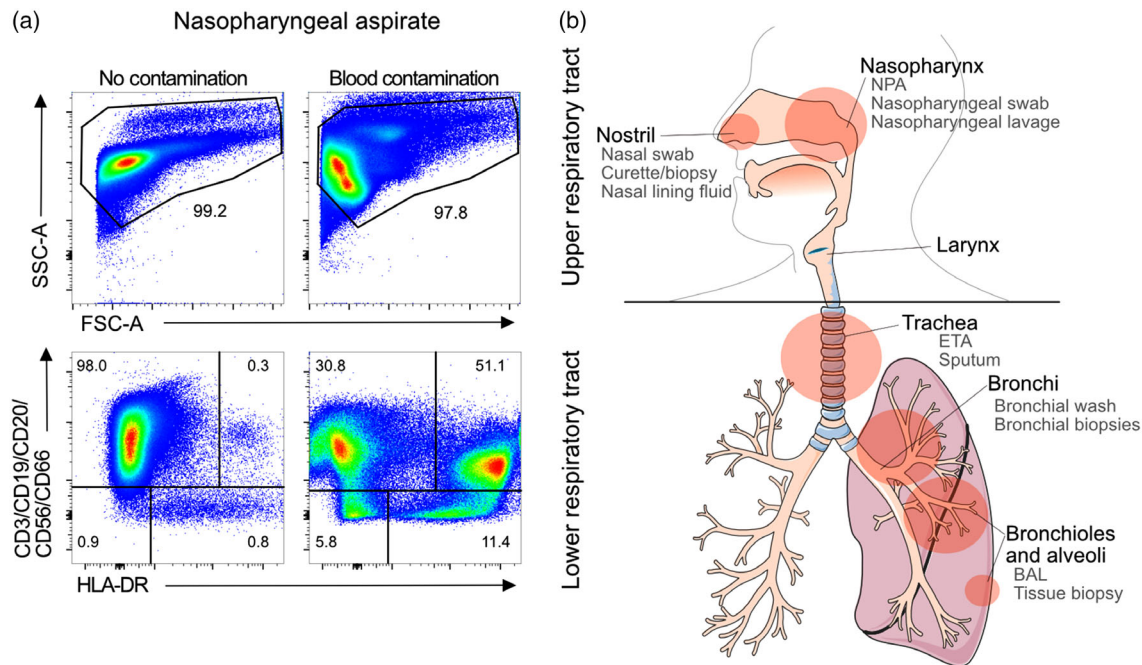 (a)
Nasopharyngeal aspirate
No contamination
Blood contamination
SSC-A
99.2
97.8
FSC-A
98.0
0.3
30.8
51.1
CD3/CD19/CD20/
CD56/CD66
0.9
0.8
5.8
11.4
HLA-DR
(b)
Upper respiratory tract
Nasopharynx
NPA
Nasopharyngeal swab
Nasopharyngeal lavage
Nostril
Nasal swab
Curette/biopsy
Nasal lining fluid
Larynx
Lower respiratory tract
Trachea
ETA
Sputum
Bronchi
Bronchial wash
Bronchial biopsies
Bronchioles
and alveoli
BAL
Tissue biopsy